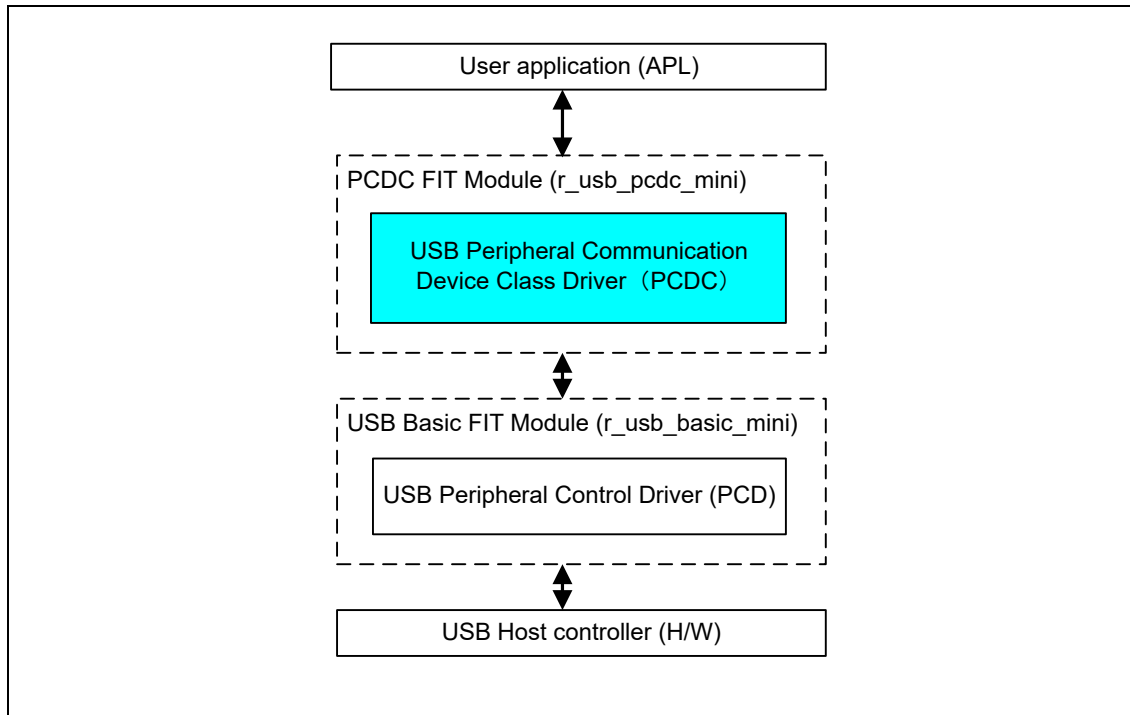 User application (APL)
PCDC FIT Module (r_usb_pcdc_mini)
USB Peripheral Communication
Device Class Driver（PCDC）
USB Basic FIT Module (r_usb_basic_mini)
USB Peripheral Control Driver (PCD)
USB Host controller (H/W)